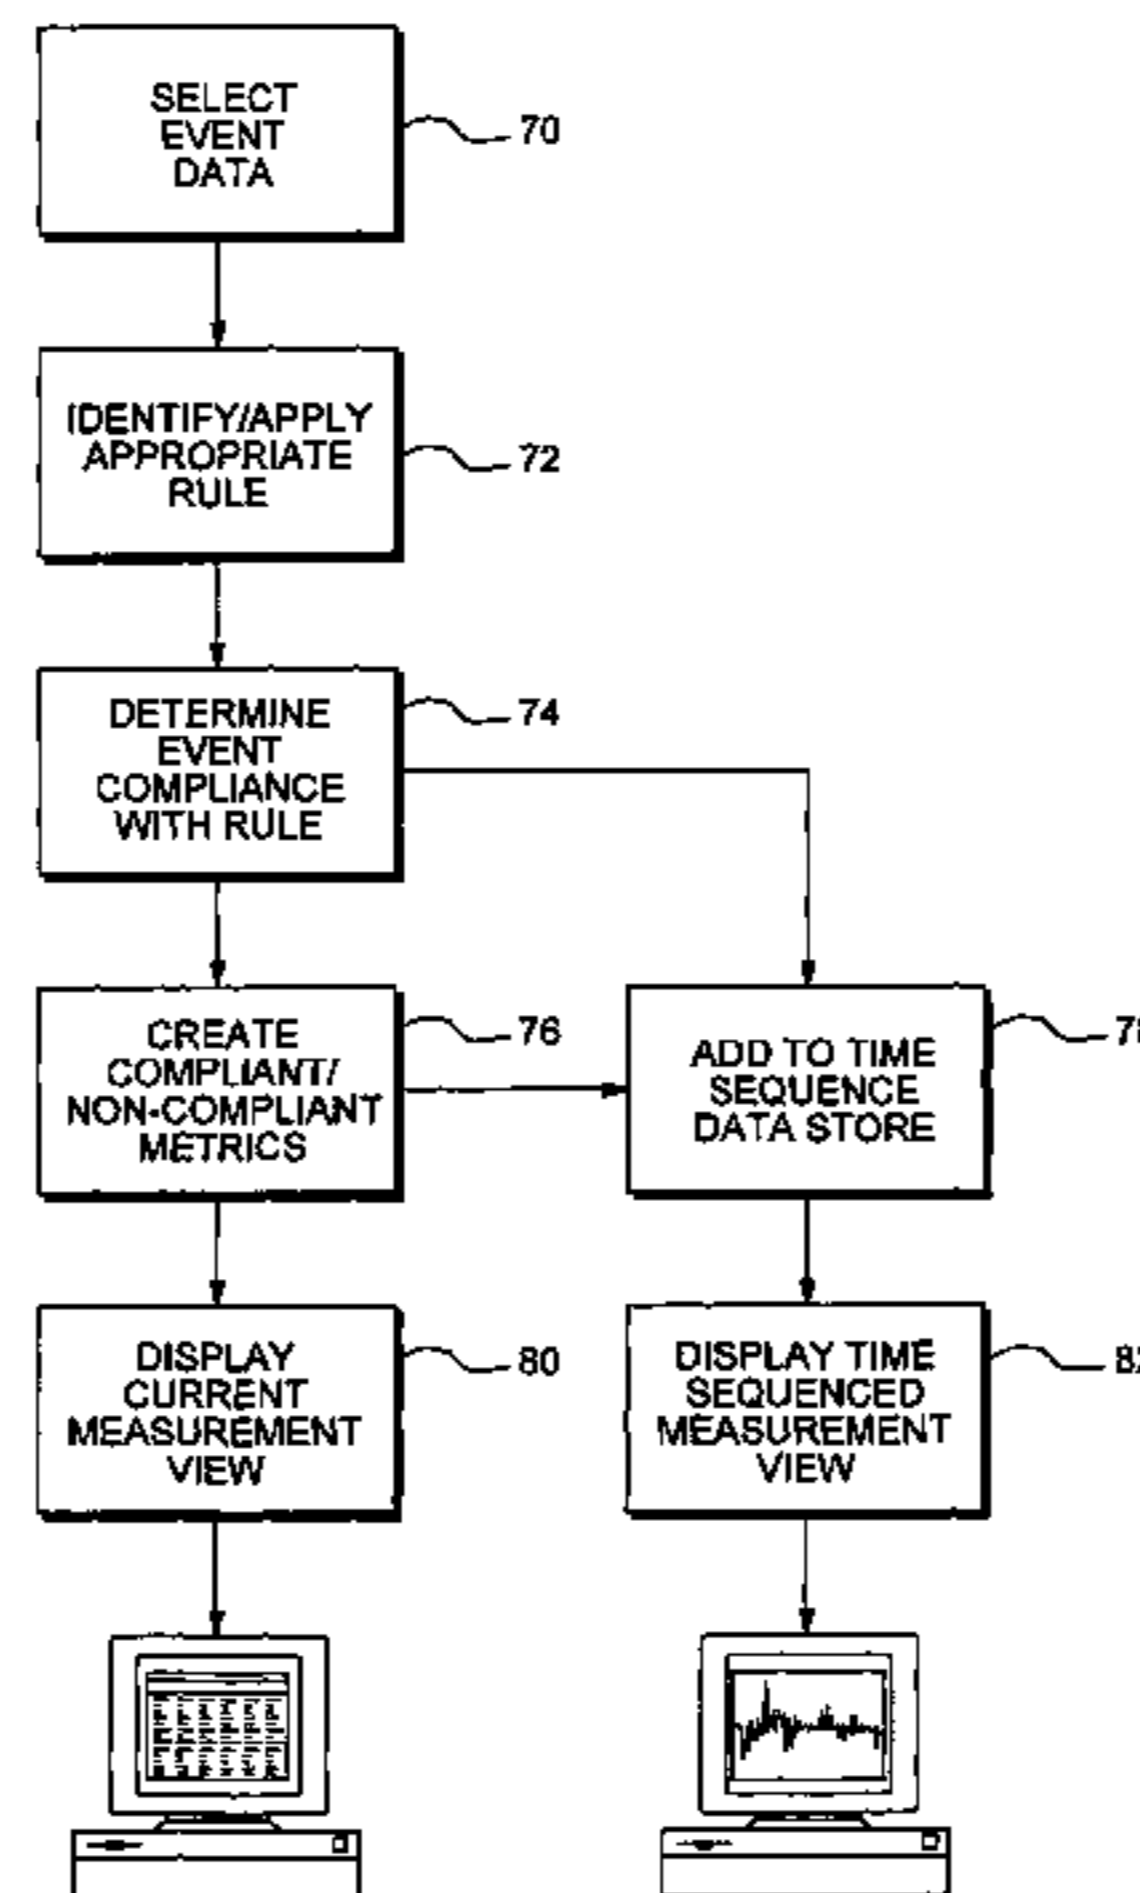 SELECT
EVENT
DATA
70
IDENTIFY/APPLY
APPROPRIATE
RULE
72
DETERMINE
EVENT
COMPLIANCE
WITH RULE
74
CREATE
COMPLIANT/
NON-COMPLIANT
METRICS
76
ADD TO TIME
SEQUENCE
DATA STORE
DISPLAY
CURRENT
MEASUREMENT
VIEW
80
DISPLAY TIME
SEQUENCED
MEASUREMENT
VIEW